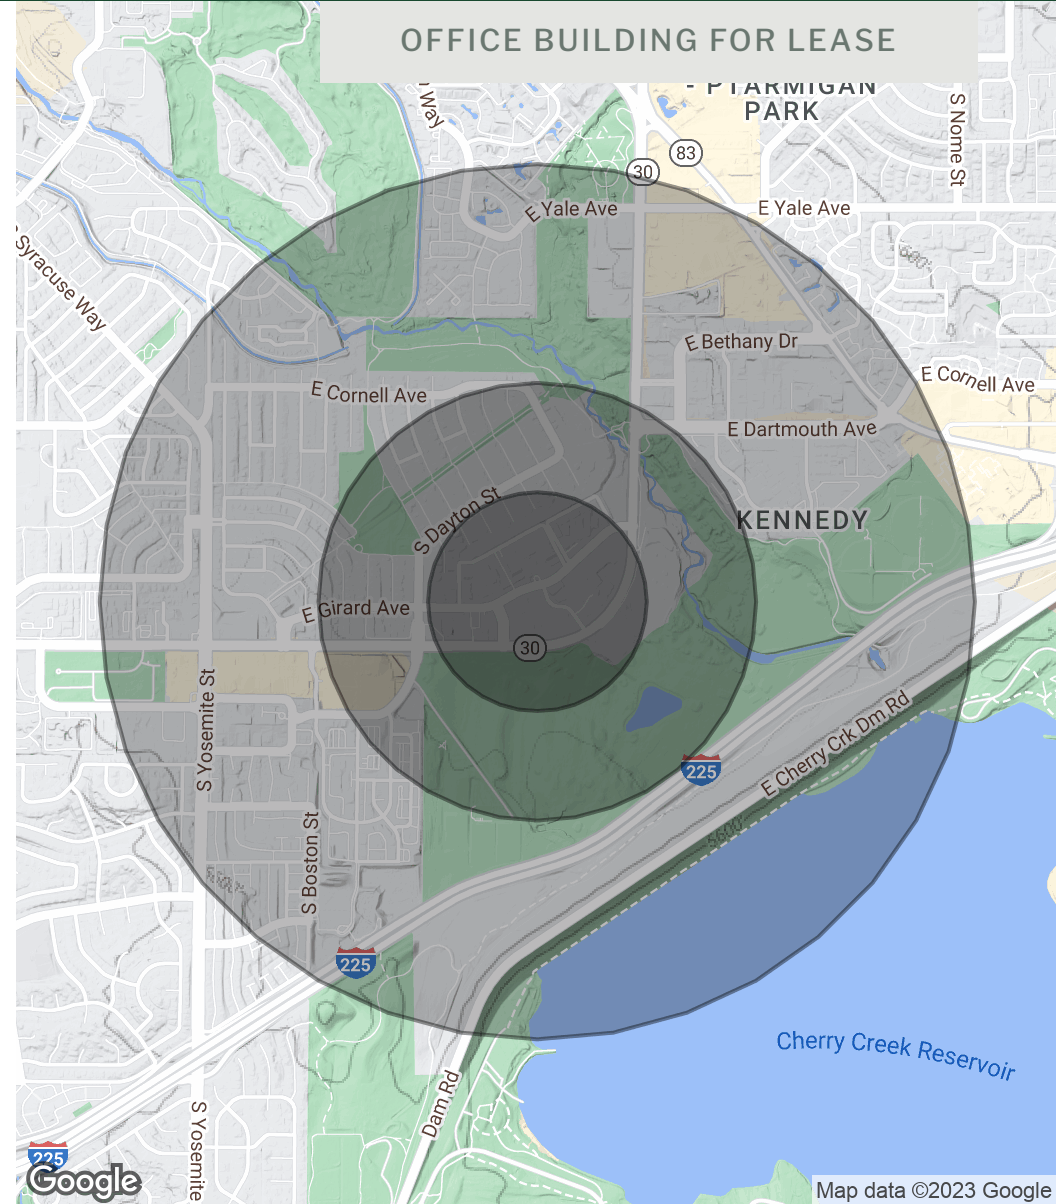 OFFICE BUILDING FOR LEASE
- PTARMIGAN
PARK
Way
S Nome St
83
30
E Yale Ave
E Yale Ave
S Syracuse Way
E Bethany Dr
E Cornell Ave
E Cornell Ave
E Dartmouth Ave
S Dayton St
KENNEDY
E Girard Ave
30
S Yosemite St
225
E Cherry Crk Dm Rd
5600'
S Boston St
225
Cherry Creek Reservoir
Dam Rd
S Yosemite
225
Google
Map data ©2023 Google